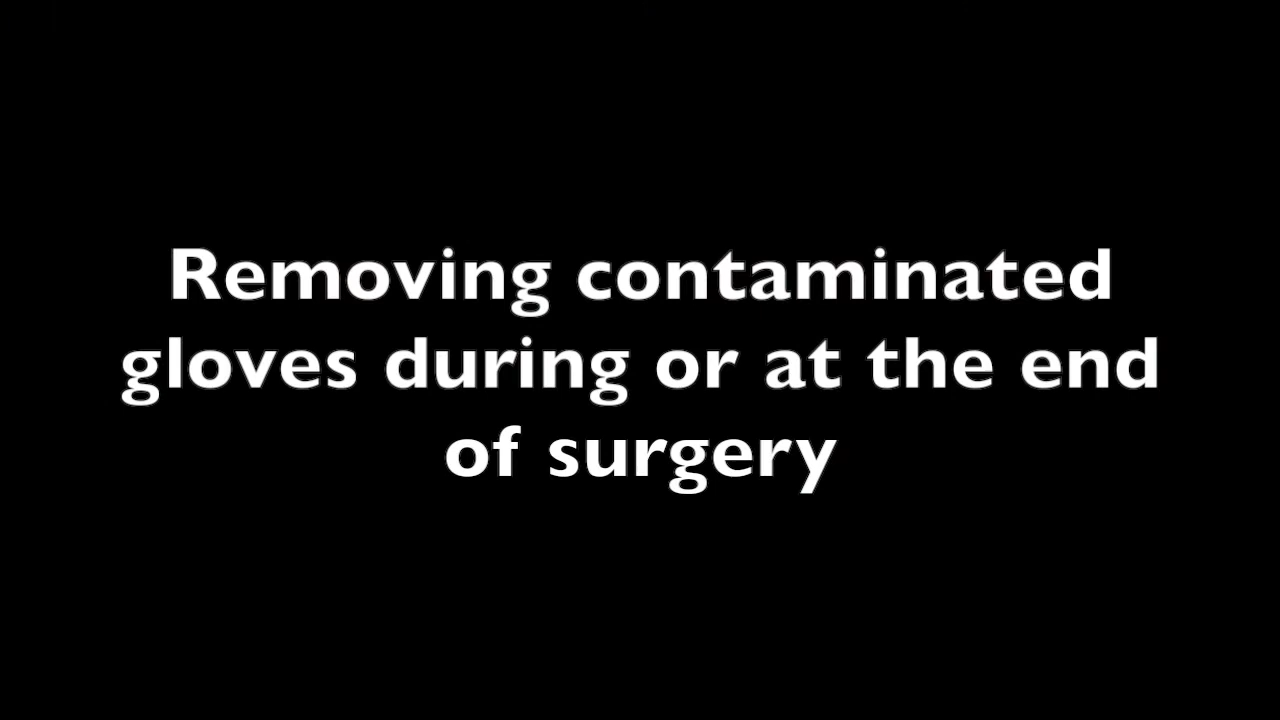 Removing contaminated
gloves during or at the end
of surgery